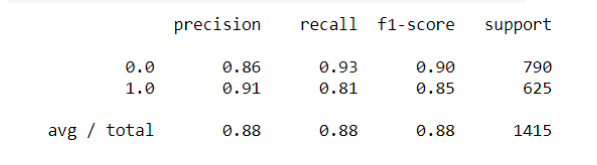 precision recall f1-score support
0.0 0.86 0.93 0.90 790
1.0 0.91 0.81 0.85 625
avg / total 0.88 0.88 0.88 1415